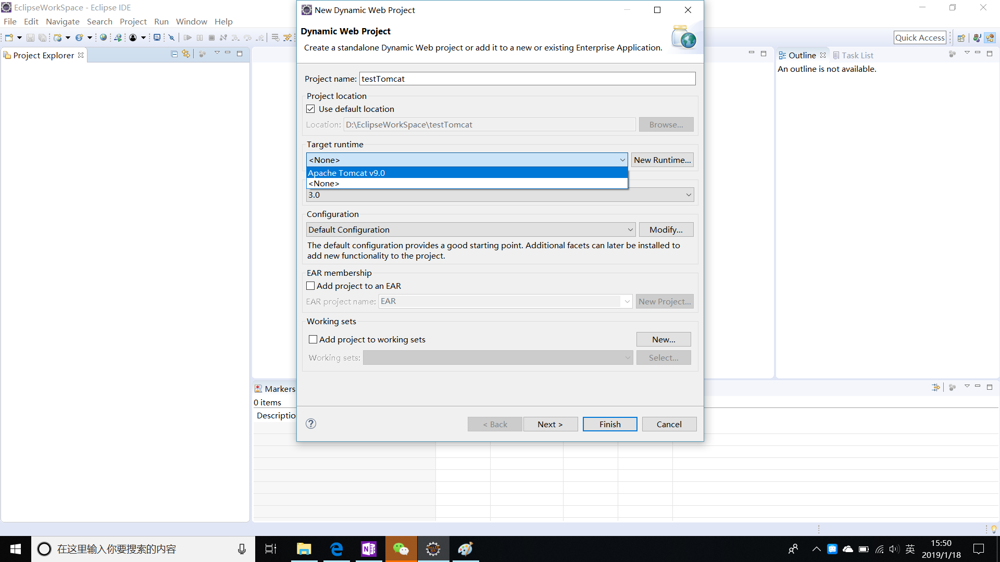 EclipseWorkSpace - Eclipse IDE
File Edit Navigate Search Project Run Window Help
Quick Access
Project Explorer
Outline
Task List
An outline is not available.
New Dynamic Web Project
Dynamic Web Project
Create a standalone Dynamic Web project or add it to a new or existing Enterprise Application.
Project name: testTomcat
Project location
Use default location
Location: D:\EclipseWorkSpace\testTomcat Browse...
Target runtime
<None> New Runtime...
Apache Tomcat v9.0
<None>
3.0
Configuration
Default Configuration Modify...
The default configuration provides a good starting point. Additional facets can later be installed to
add new functionality to the project.
EAR membership
Add project to an EAR
EAR project name: EAR New Project...
Working sets
Add project to working sets New...
Working sets: Select...
< Back Next > Finish Cancel
Markers
0 items
Descriptio
在这里输入你要搜索的内容
英
15:50
2019/1/18